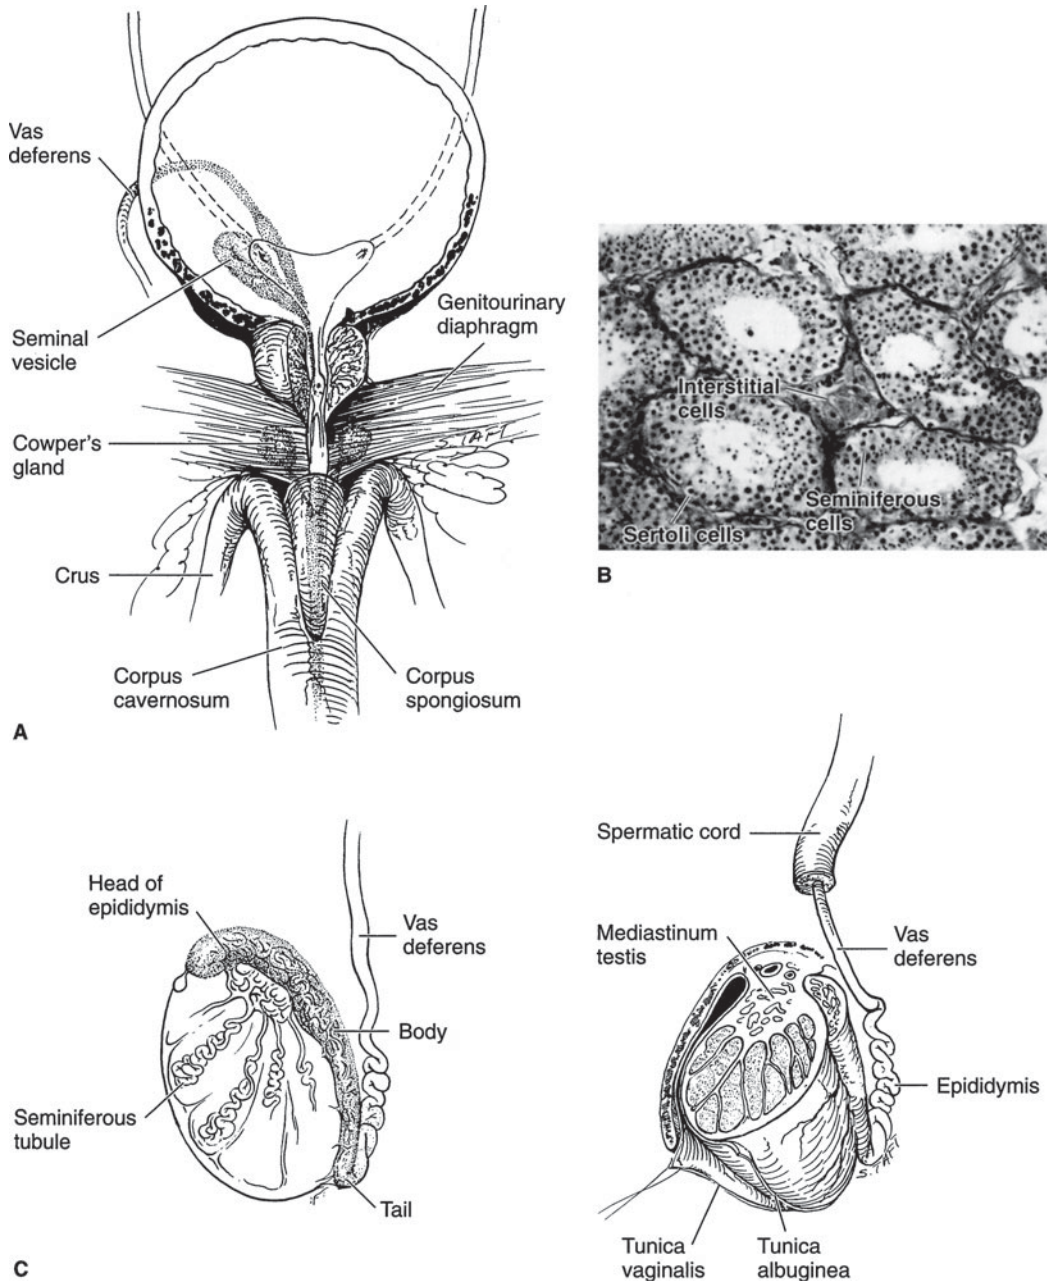 Vas
deferens
Seminal
vesicle
Genitourinary
diaphragm
Cowper's
gland
S. TAFT
Crus
Corpus
cavernosum
Corpus
spongiosum
A
Interstitial
cells
Seminiferous
cells
Sertoli cells
B
Head of
epididymis
Vas
deferens
Body
Seminiferous
tubule
Tail
C
Spermatic cord
Mediastinum
testis
Vas
deferens
Epididymis
S. TAFT
Tunica
vaginalis
Tunica
albuginea